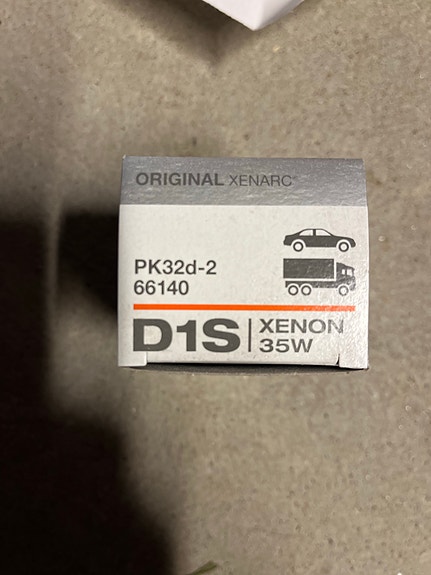 ORIGINAL XENARC®
PK32d-2
66140
D1S | XENON
35W